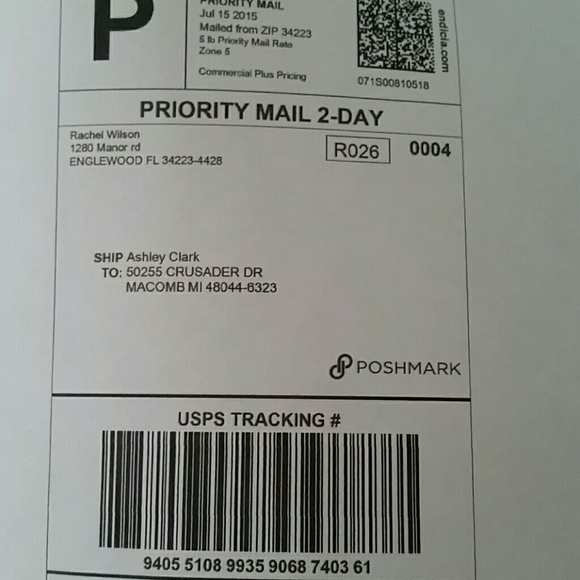 P
PRIORITY MAIL
Jul 15 2015
Mailed from ZIP 34223
5 lb Priority Mail Rate
Zone 5
Commercial Plus Pricing
endicia.com
071S00810518
PRIORITY MAIL 2-DAY
Rachel Wilson
1280 Manor rd
ENGLEWOOD FL 34223-4428
R026 0004
SHIP Ashley Clark
TO: 50255 CRUSADER DR
MACOMB MI 48044-6323
POSHMARK
USPS TRACKING #
9405 5108 9935 9068 7403 61